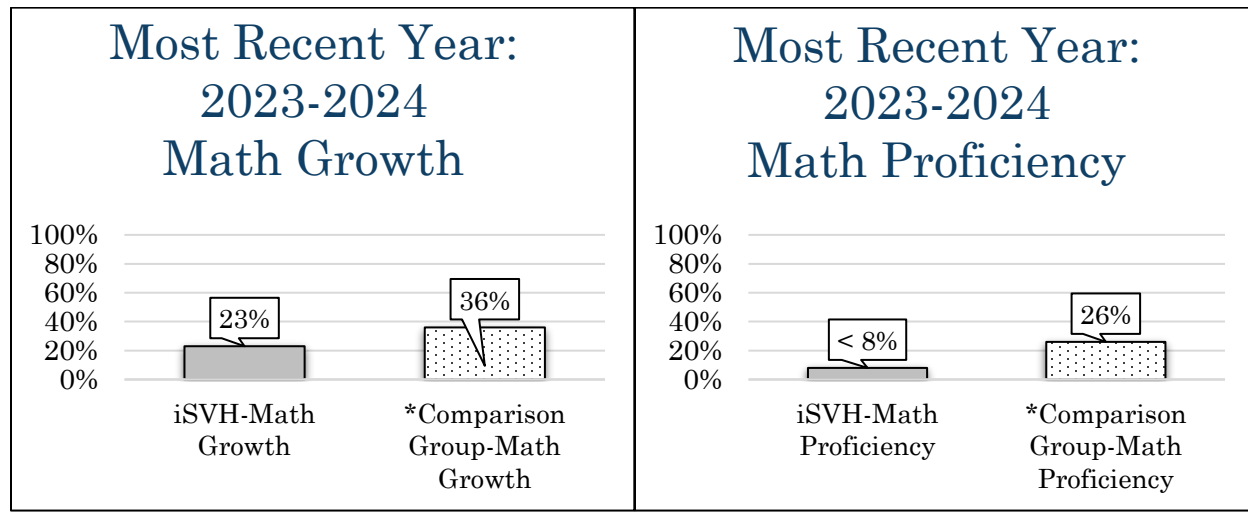 Most Recent Year:
2023-2024
Math Growth
100%
80%
60%
40%
20%
0%
23%
36%
iSVH-Math
Growth
*Comparison
Group-Math
Growth
Most Recent Year:
2023-2024
Math Proficiency
100%
80%
60%
40%
20%
0%
< 8%
26%
iSVH-Math
Proficiency
*Comparison
Group-Math
Proficiency